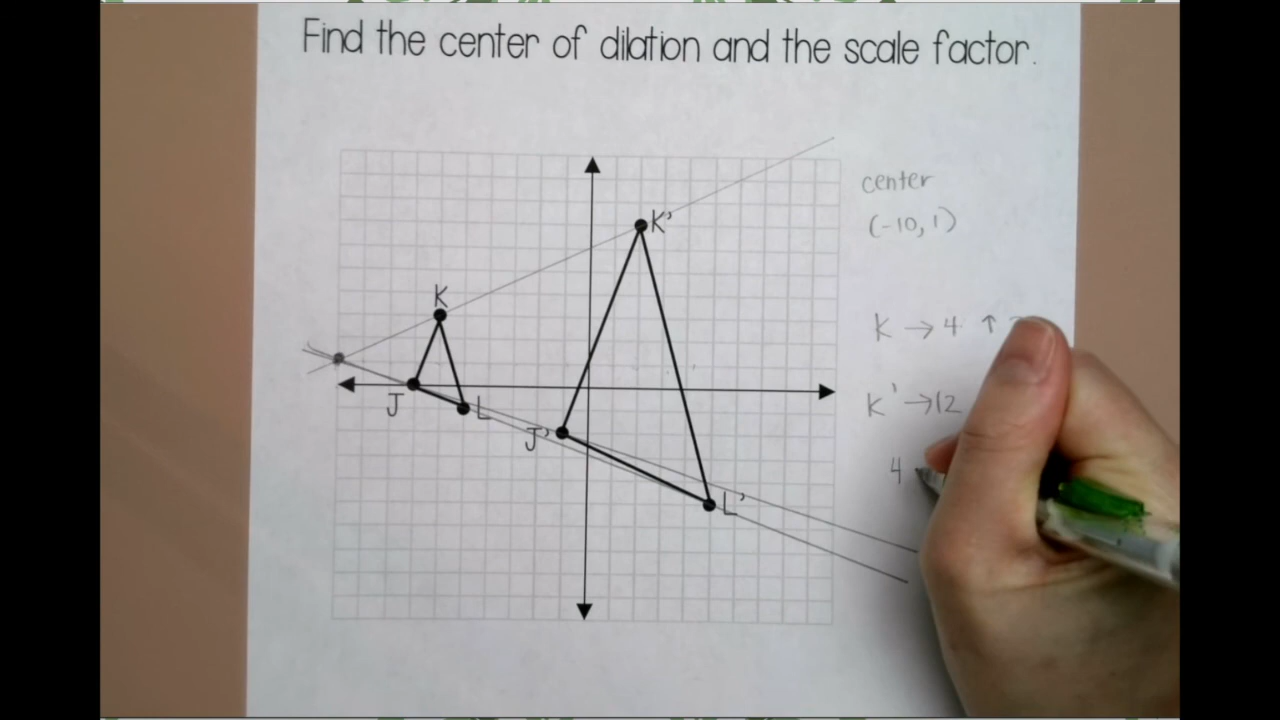 Find the center of dilation and the scale factor.
center
(-10, 1)
K'
K
K → 4 ↑
J
L
K' → 12
J'
4
L'